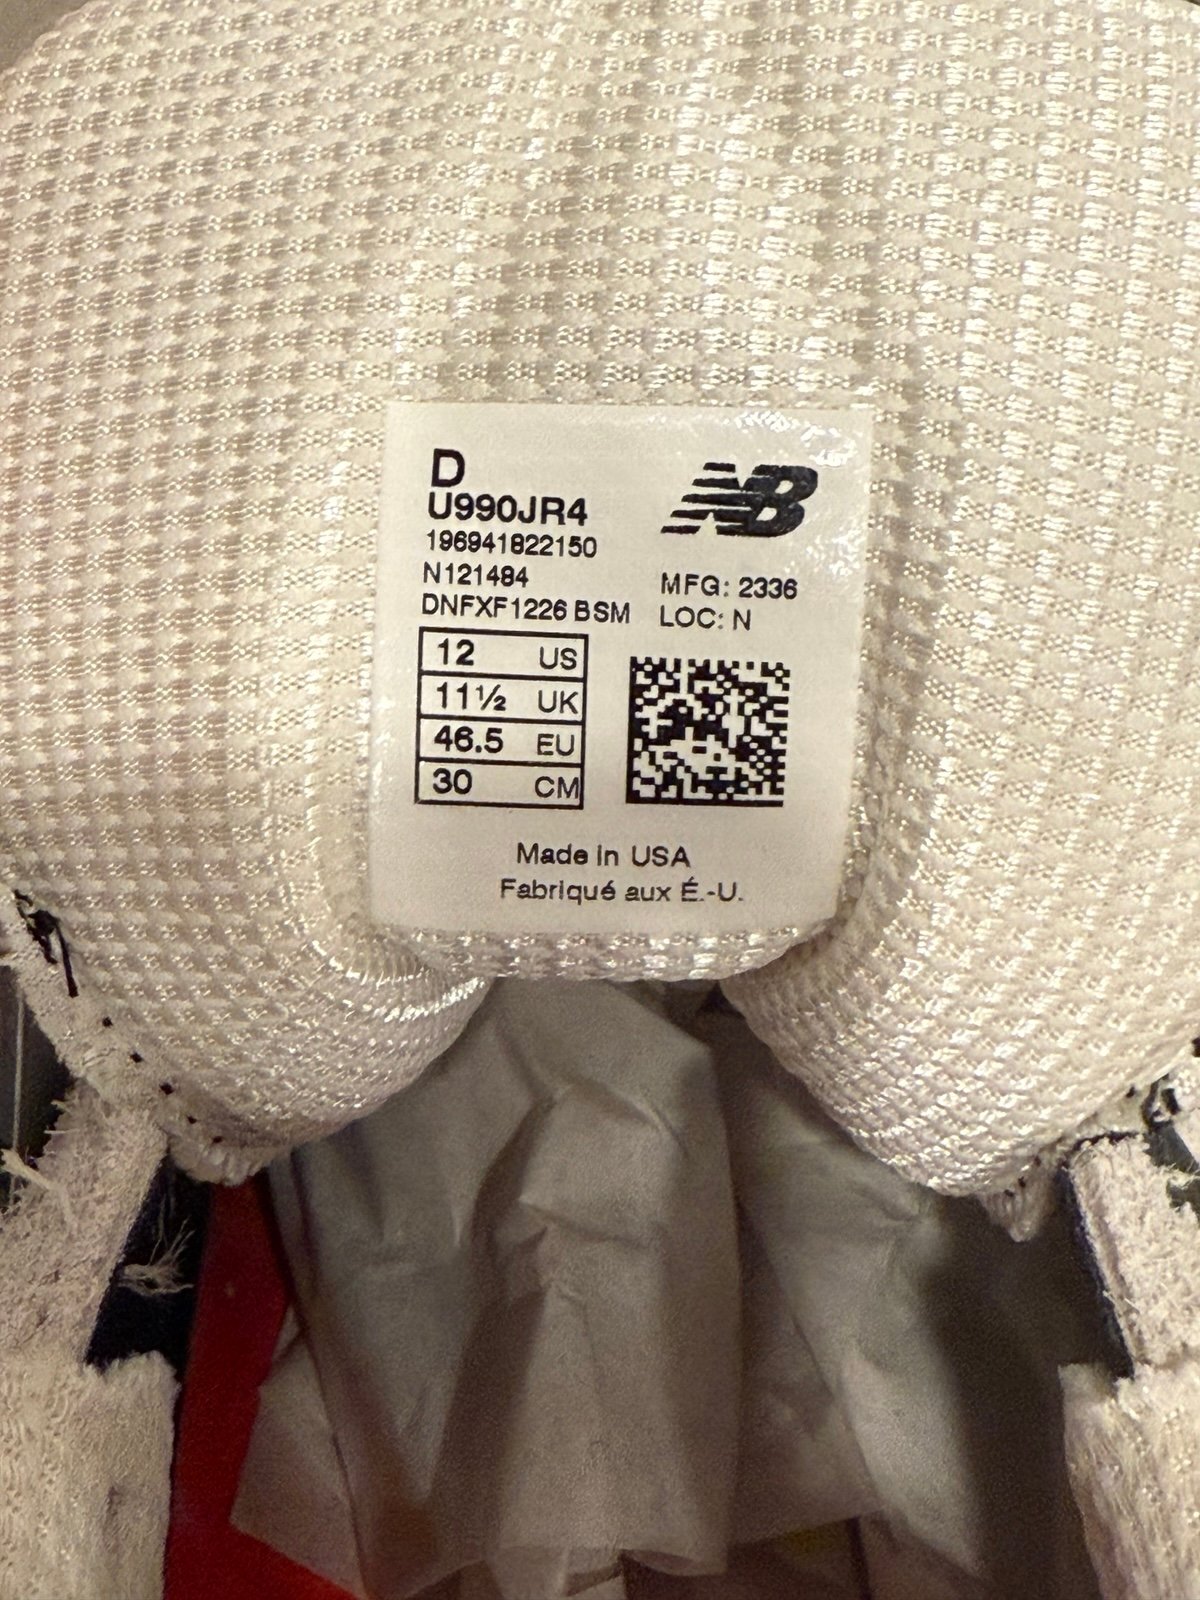 D
U990JR4
196941822150
N121484
DNFXF1226 BSM
NB
MFG: 2336
LOC: N
12 US
11½ UK
46.5 EU
30 CM
Made in USA
Fabriqué aux É.-U.